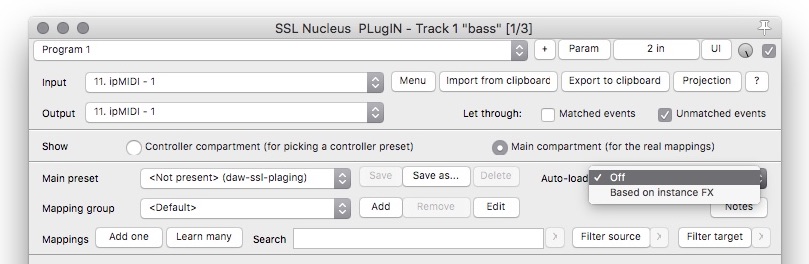 SSL Nucleus PLugIN - Track 1 "bass" [1/3]
Program 1 + Param 2 in UI
Input 11. ipMIDI - 1 Menu Import from clipboard Export to clipboard Projection ?
Output 11. ipMIDI - 1 Let through: Matched events Unmatched events
Show Controller compartment (for picking a controller preset) Main compartment (for the real mappings)
Main preset <Not present> (daw-ssl-plaging) Save Save as... Delete Auto-load ✓ Off
Based on instance FX
Mapping group <Default> Add Remove Edit Notes
Mappings Add one Learn many Search > Filter source > Filter target >